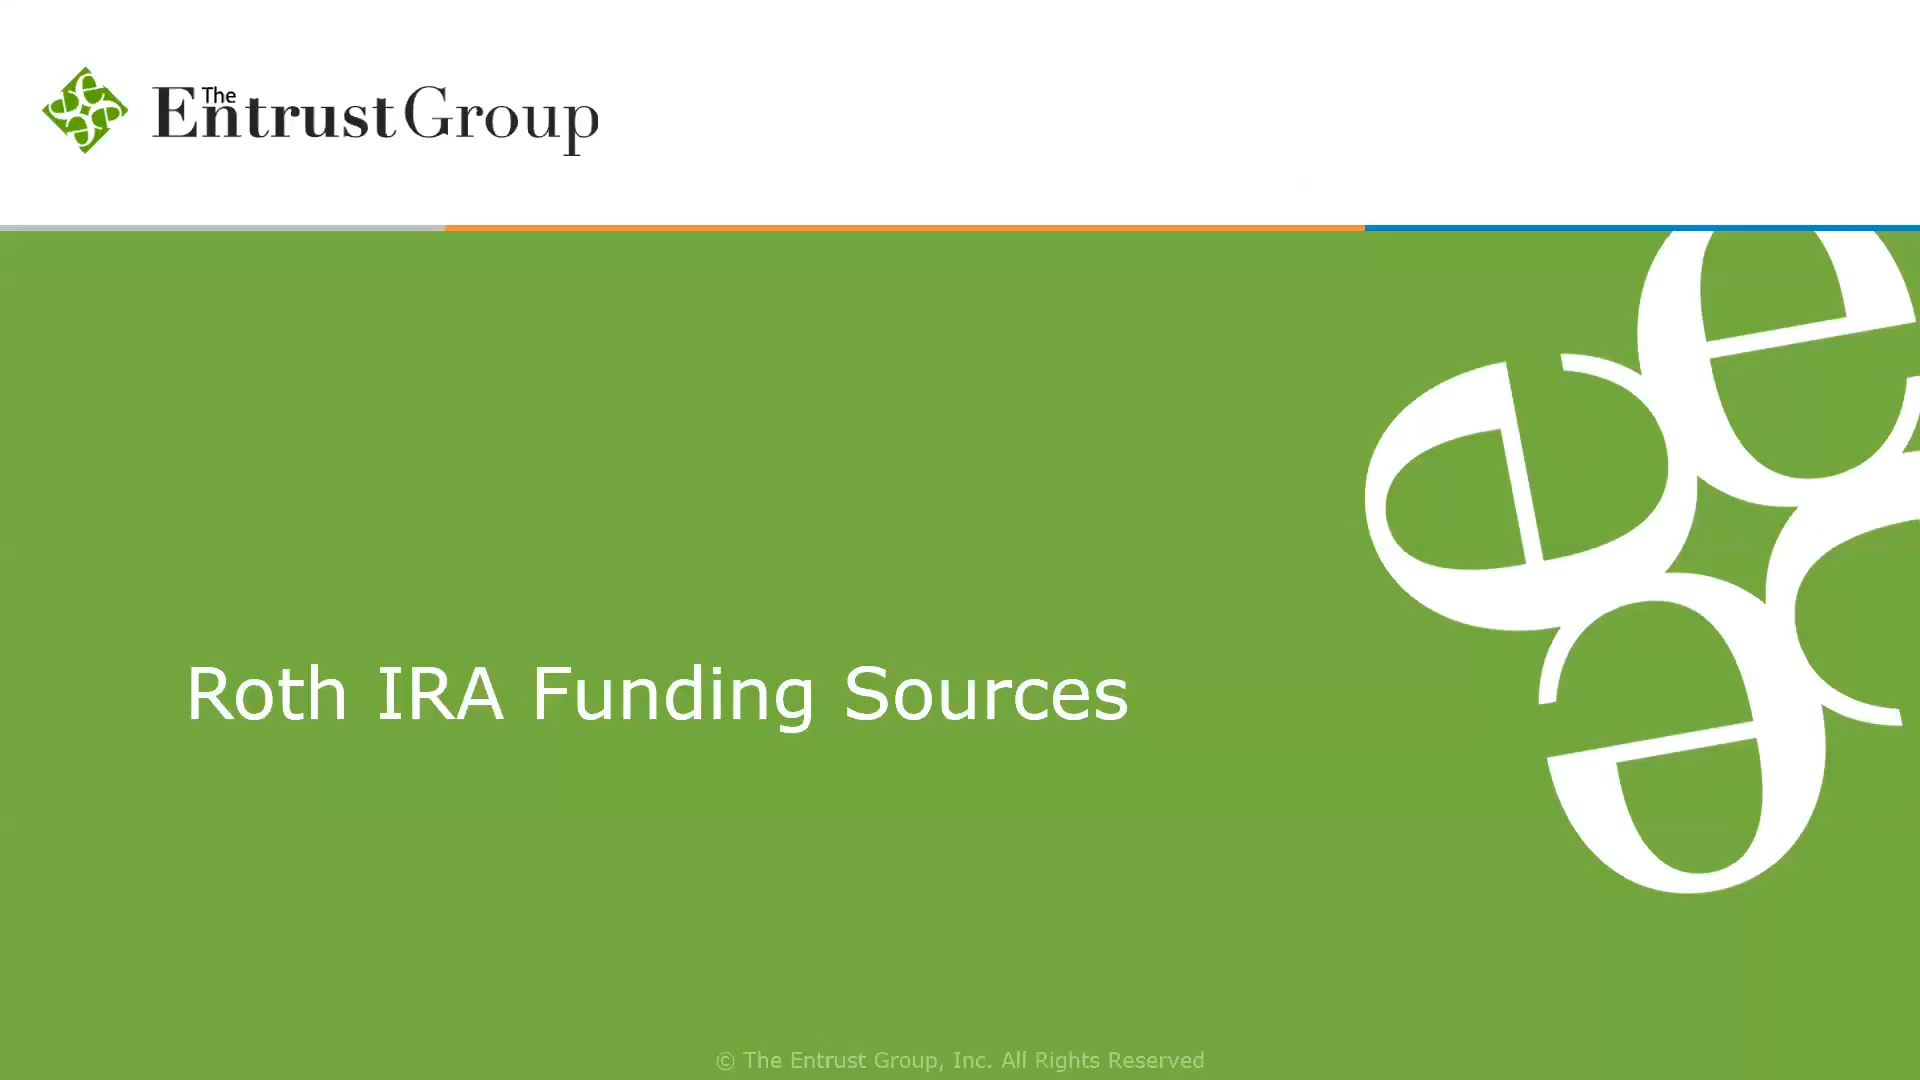 The Entrust Group
Roth IRA Funding Sources
© The Entrust Group, Inc. All Rights Reserved